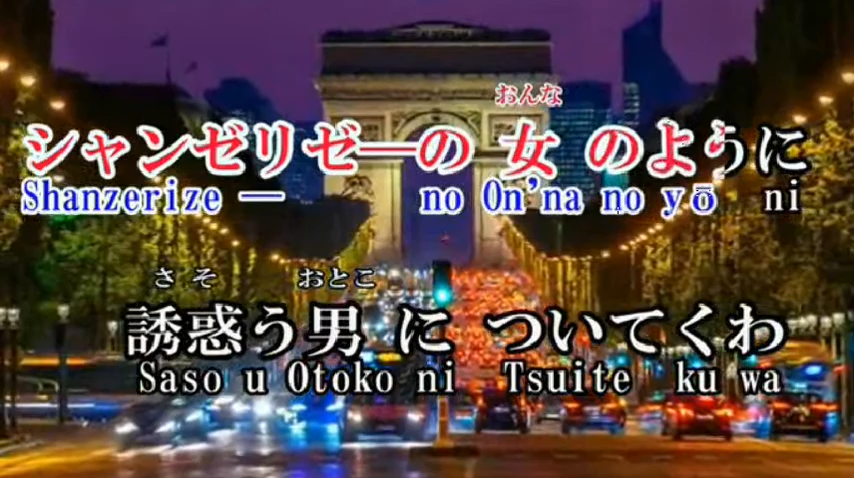 おんな
シャンゼリゼ―の 女 のように
Shanzerize ― no On'na no yō ni
さそ おとこ
誘惑う男 に ついてくわ
Saso u Otoko ni Tsuite ku wa